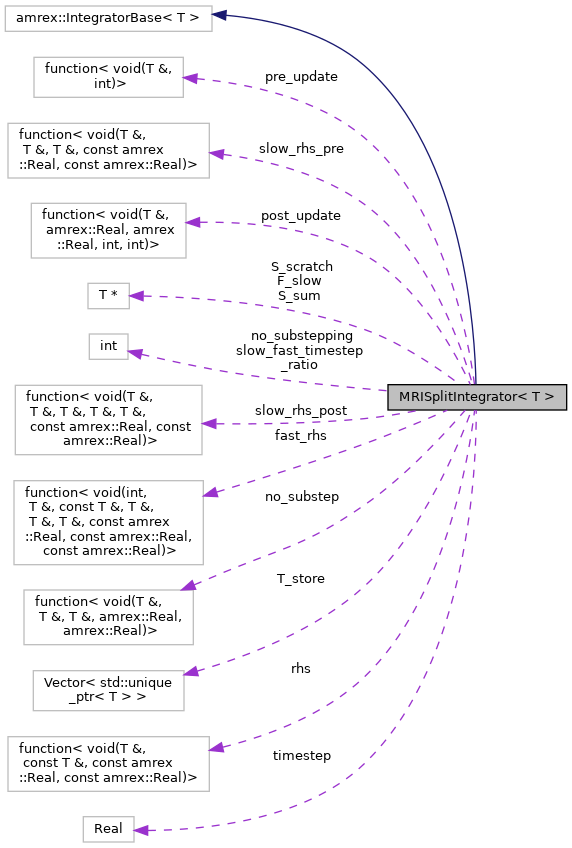 amrex::IntegratorBase< T >
function< void(T &,
int)>
pre_update
function< void(T &,
T &, T &, const amrex
::Real, const amrex::Real)>
slow_rhs_pre
function< void(T &,
amrex::Real, amrex
::Real, int, int)>
post_update
T *
S_scratch
F_slow
S_sum
int
no_substepping
slow_fast_timestep
_ratio
MRISplitIntegrator< T >
function< void(T &,
T &, T &, T &, T &,
const amrex::Real, const
amrex::Real)>
slow_rhs_post
fast_rhs
function< void(int,
T &, const T &, T &,
T &, T &, const amrex
::Real, const amrex::Real,
const amrex::Real)>
no_substep
function< void(T &,
T &, T &, amrex::Real,
amrex::Real)>
T_store
Vector< std::unique
_ptr< T > >
rhs
function< void(T &,
const T &, const amrex
::Real, const amrex::Real)>
timestep
Real